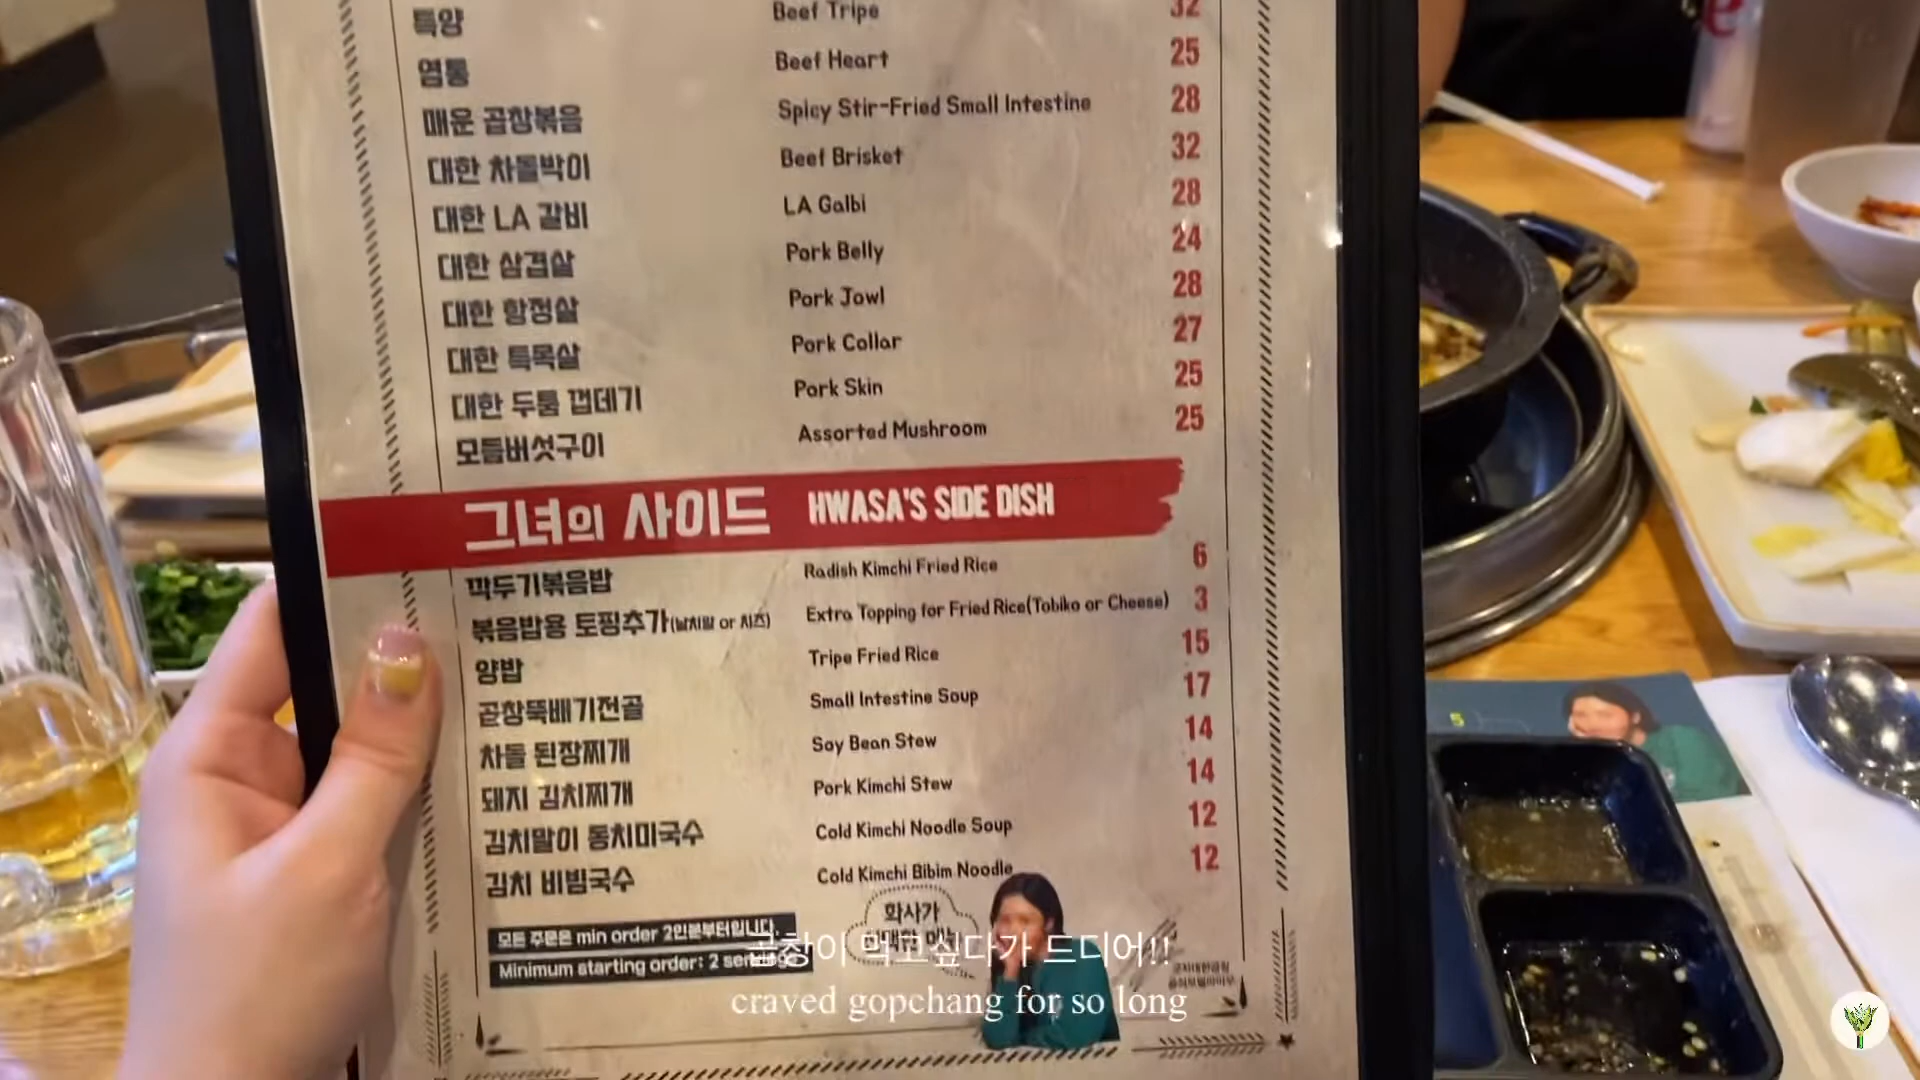 특양 Beef Tripe 32
염통 Beef Heart 25
매운 곱창볶음 Spicy Stir-Fried Small Intestine 28
대한 차돌박이 Beef Brisket 32
대한 LA 갈비 LA Galbi 28
대한 삼겹살 Pork Belly 24
대한 항정살 Pork Jowl 28
대한 특목살 Pork Collar 27
대한 두툼 껍데기 Pork Skin 25
모듬버섯구이 Assorted Mushroom 25
그녀의 사이드 HWASA'S SIDE DISH
깍두기볶음밥 Radish Kimchi Fried Rice 6
볶음밥용 토핑추가(날치알 or 치즈) Extra Topping for Fried Rice(Tobiko or Cheese) 3
양밥 Tripe Fried Rice 15
곱창뚝배기전골 Small Intestine Soup 17
차돌 된장찌개 Soy Bean Stew 14
돼지 김치찌개 Pork Kimchi Stew 14
김치말이 동치미국수 Cold Kimchi Noodle Soup 12
김치 비빔국수 Cold Kimchi Bibim Noodle 12
모든 주문은 min order 2인분부터입니다.
Minimum starting order: 2
화사가
곱창이 먹고싶다가 드디어!!
craved gopchang for so long
5